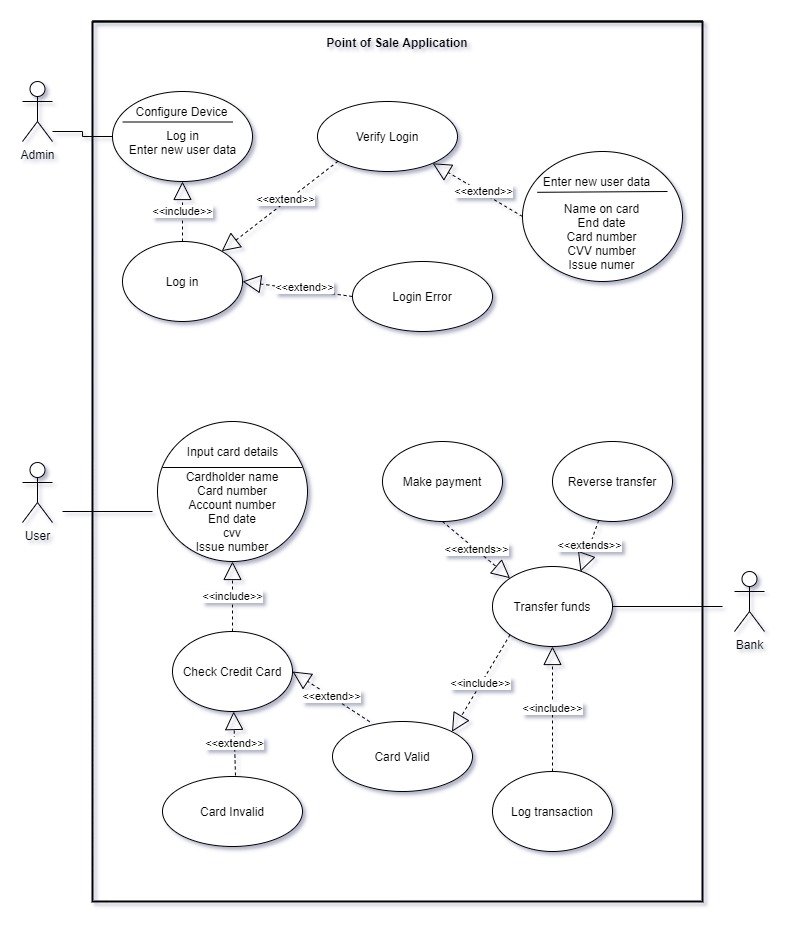 Point of Sale Application
Admin
Configure Device
Log in
Enter new user data
Verify Login
<<extend>>
Enter new user data
Name on card
End date
Card number
CVV number
Issue numer
<<include>>
<<extend>>
Log in
<<extend>>
Login Error
User
Input card details
Cardholder name
Card number
Account number
End date
cvv
Issue number
Make payment
Reverse transfer
<<extends>>
<<extends>>
<<include>>
Transfer funds
Bank
Check Credit Card
<<extend>>
<<include>>
<<include>>
<<extend>>
Card Valid
Card Invalid
Log transaction